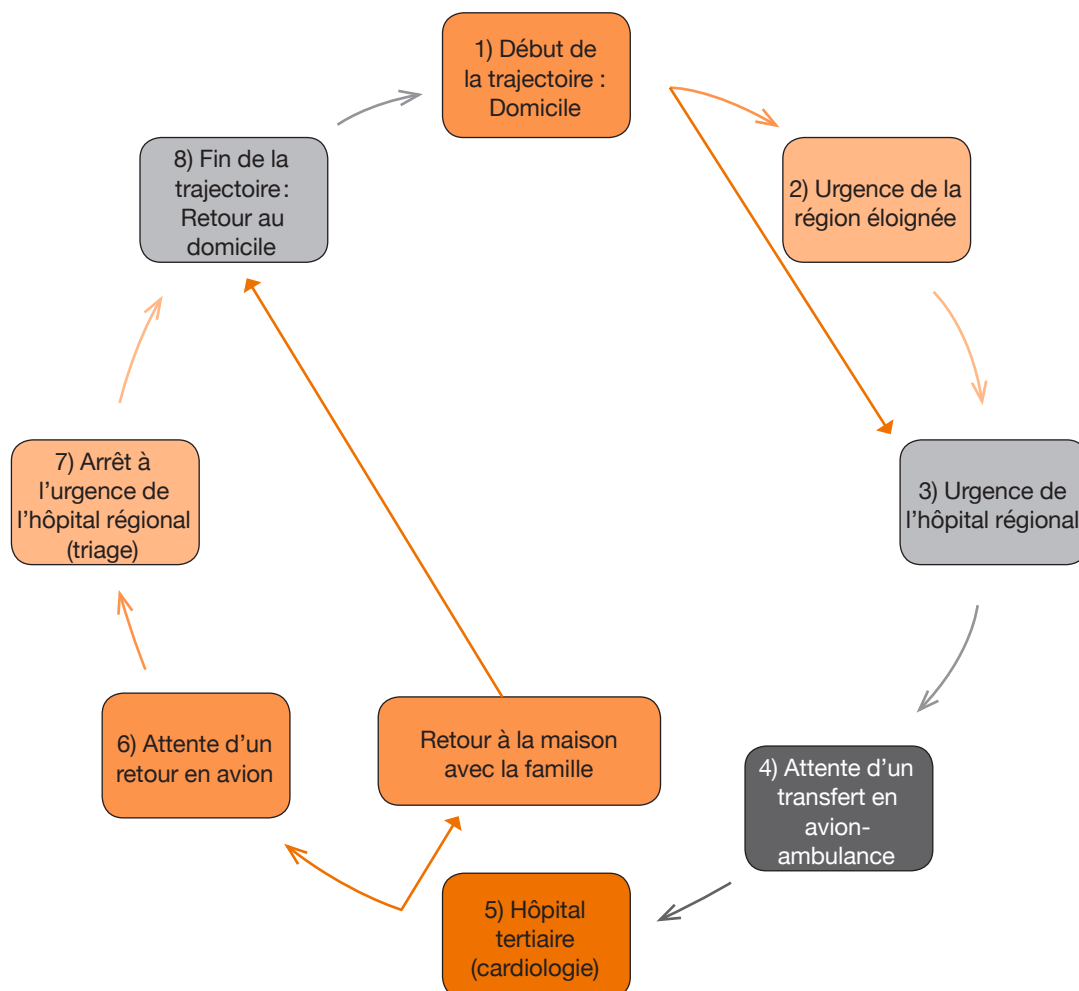 1) Début de
la trajectoire :
Domicile
2) Urgence de la
région éloignée
3) Urgence de
l’hôpital régional
4) Attente d’un
transfert en
avion-
ambulance
5) Hôpital
tertiaire
(cardiologie)
6) Attente d’un
retour en avion
Retour à la maison
avec la famille
7) Arrêt à
l’urgence de
l’hôpital régional
(triage)
8) Fin de la
trajectoire :
Retour au
domicile